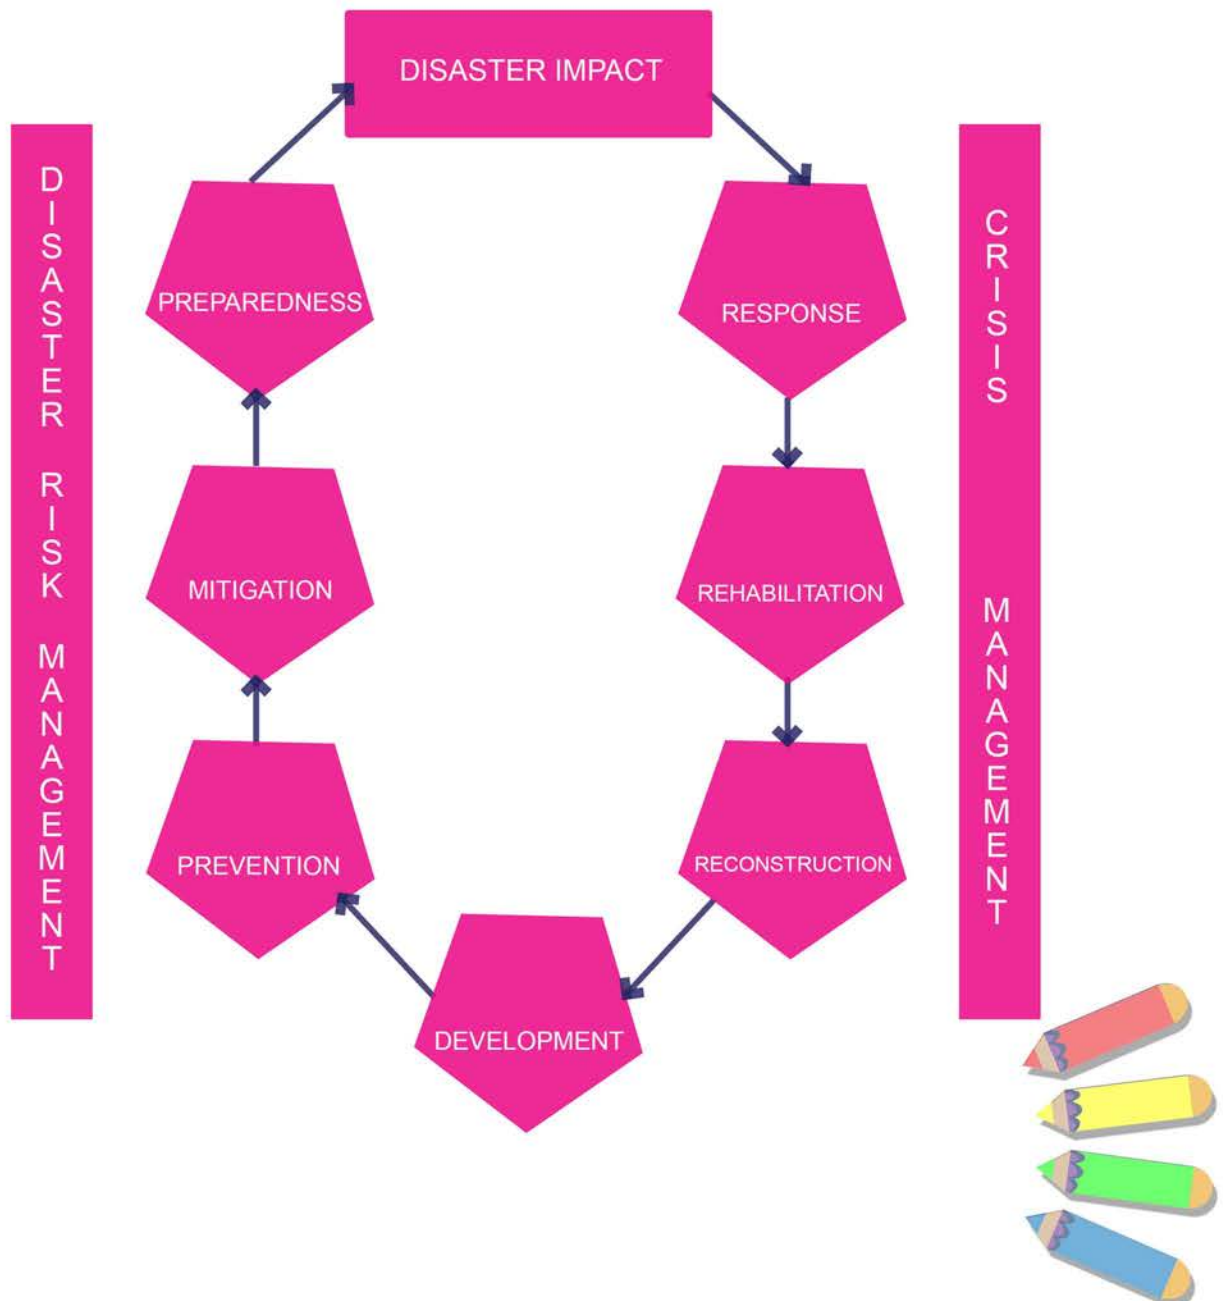 DISASTER IMPACT
DISASTER RISK MANAGEMENT
PREPAREDNESS
RESPONSE
CRISIS MANAGEMENT
MITIGATION
REHABILITATION
PREVENTION
RECONSTRUCTION
DEVELOPMENT